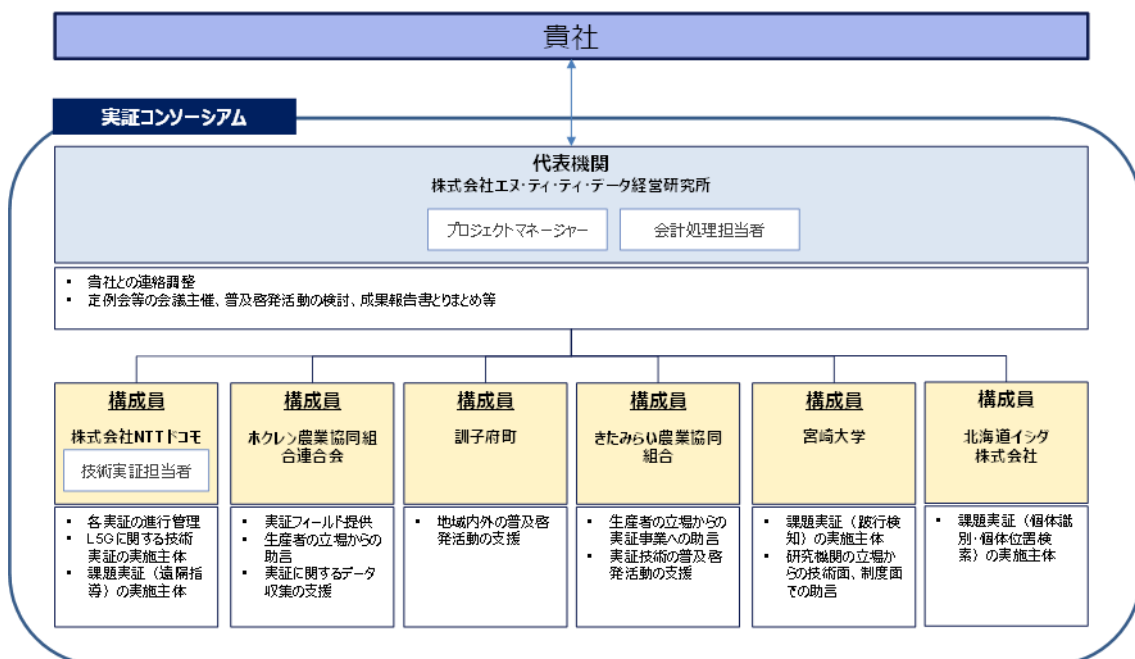 貴社
実証コンソーシアム
代表機関
株式会社エヌ・ティ・ティ・データ経営研究所
プロジェクトマネージャー
会計処理担当者
▪ 貴社との連絡調整
▪ 定例会等の会議主催、普及啓発活動の検討、成果報告書とりまとめ等
構成員
株式会社NTTドコモ
技術実証担当者
▪ 各実証の進行管理
▪ L5Gに関する技術
実証の実施主体
▪ 課題実証（遠隔指
導）の実施主体
構成員
ホクレン農業協同組
合連合会
▪ 実証フィールド提供
▪ 生産者の立場からの
助言
▪ 実証に関するデータ
収集の支援
構成員
訓子府町
▪ 地域内外の普及啓
発活動の支援
構成員
きたみらい農業協同
組合
▪ 生産者の立場からの
実証事業への助言
▪ 実証技術の普及啓
発活動の支援
構成員
宮崎大学
▪ 課題実証（跛行検
知）の実施主体
▪ 研究機関の立場か
らの技術面、制度面
での助言
構成員
北海道イシダ
株式会社
▪ 課題実証（個体識
別・個体位置検
索）の実施主体